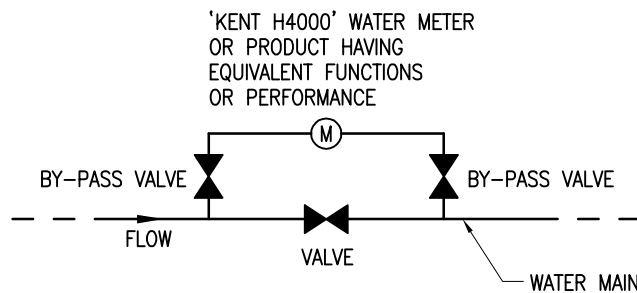 'KENT H4000' WATER METER
OR PRODUCT HAVING
EQUIVALENT FUNCTIONS
OR PERFORMANCE
M
BY-PASS VALVE
BY-PASS VALVE
FLOW
VALVE
WATER MAIN